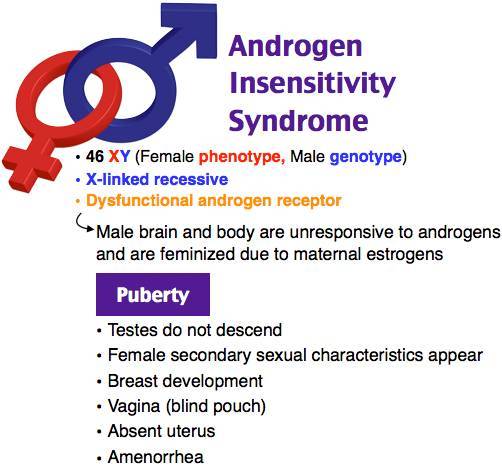 Androgen
Insensitivity
Syndrome
• 46 XY (Female phenotype, Male genotype)
• X-linked recessive
• Dysfunctional androgen receptor
Male brain and body are unresponsive to androgens
and are feminized due to maternal estrogens
Puberty
• Testes do not descend
• Female secondary sexual characteristics appear
• Breast development
• Vagina (blind pouch)
• Absent uterus
• Amenorrhea